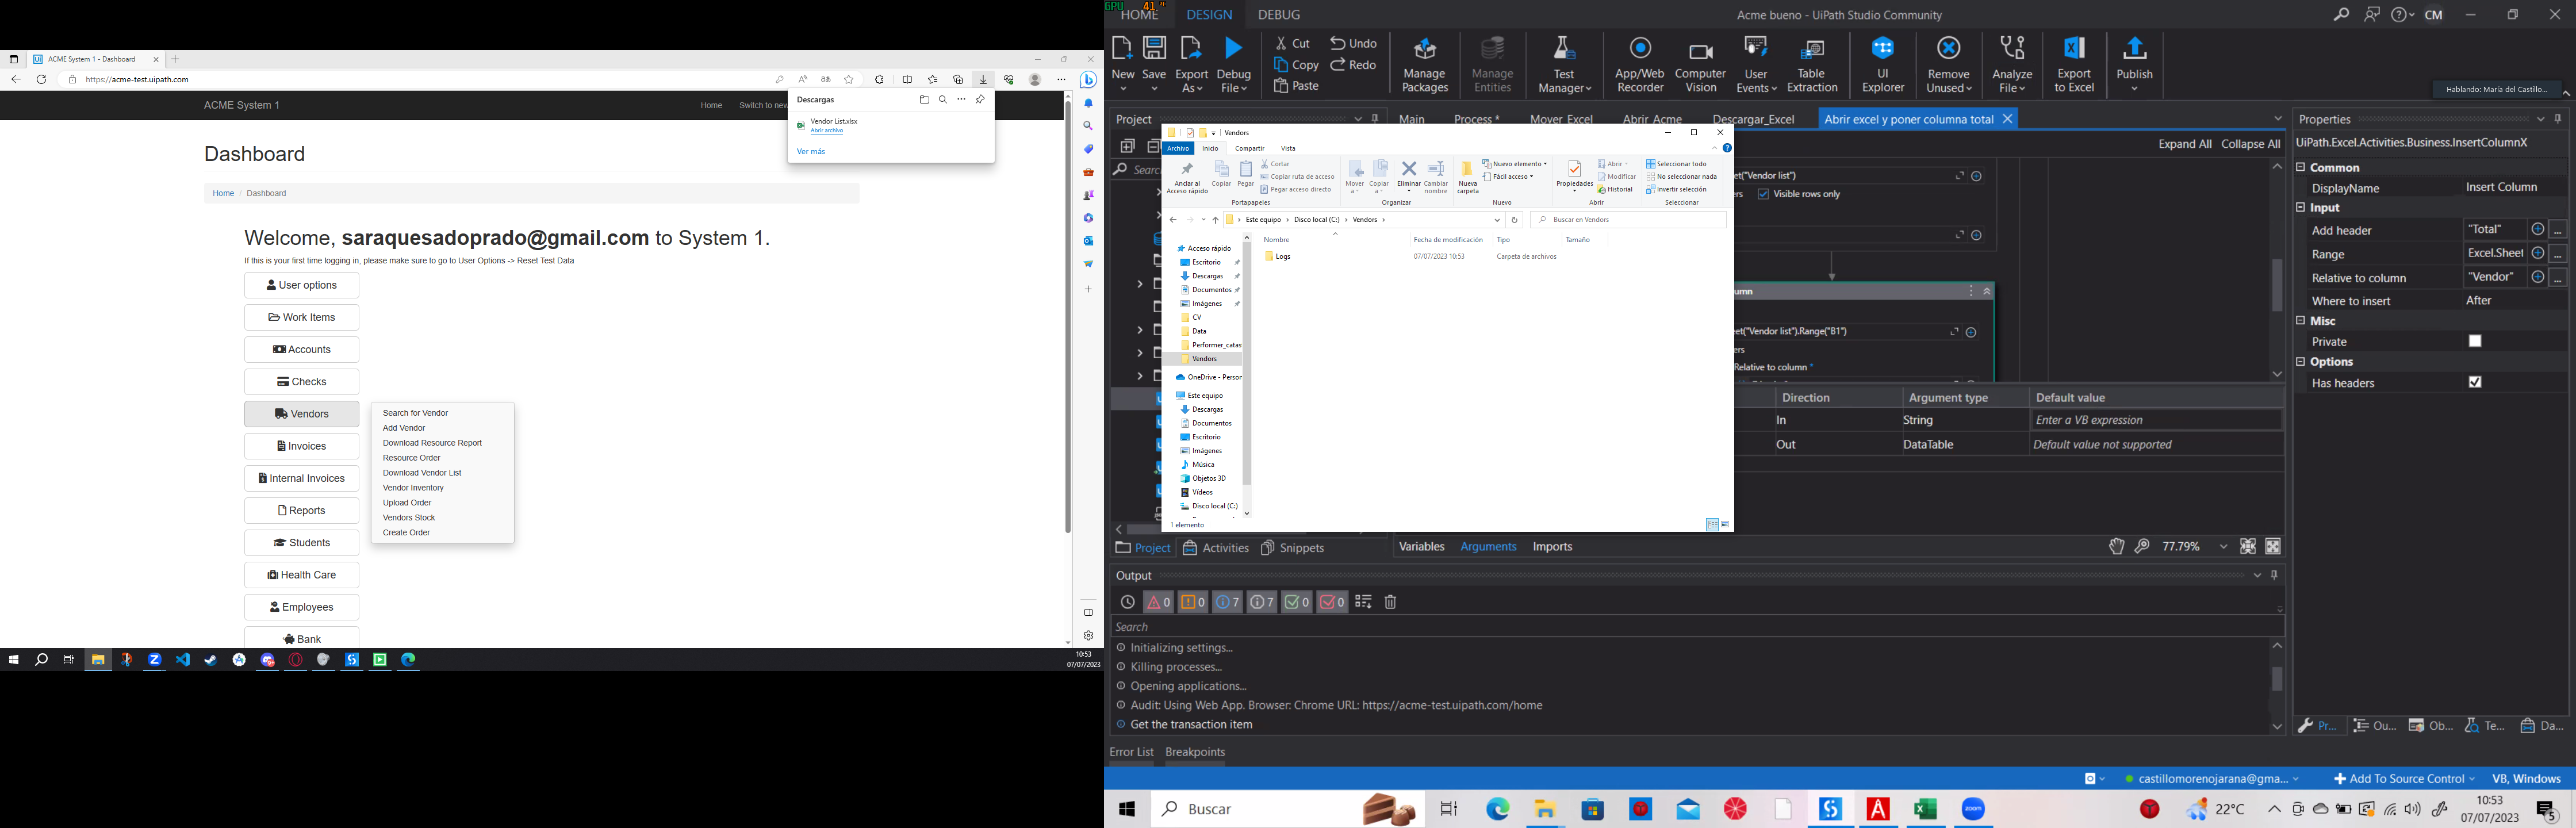 ACME System 1 - Dashboard
https://acme-test.uipath.com
ACME System 1
Home
Switch to new
Descargas
Vendor List.xlsx
Abrir archivo
Ver más
Dashboard
Home / Dashboard
Welcome, saraquesadoprado@gmail.com to System 1.
If this is your first time logging in, please make sure to go to User Options -> Reset Test Data
User options
Work Items
Accounts
Checks
Vendors
Invoices
Internal Invoices
Reports
Students
Health Care
Employees
Bank
Search for Vendor
Add Vendor
Download Resource Report
Resource Order
Download Vendor List
Vendor Inventory
Upload Order
Vendors Stock
Create Order
10:53
07/07/2023
GPU 41 °C
HOME DESIGN DEBUG
Acme bueno - UiPath Studio Community
CM
New
Save
Export As
Debug File
Cut
Copy
Paste
Undo
Redo
Manage Packages
Manage Entities
Test Manager
App/Web Recorder
Computer Vision
User Events
Table Extraction
UI Explorer
Remove Unused
Analyze File
Export to Excel
Publish
Hablando: María del Castillo...
Project
Main
Process *
Mover Excel
Abrir Acme
Descargar_Excel
Abrir excel y poner columna total
Expand All Collapse All
Vendors
Archivo Inicio Compartir Vista
Anclar al Acceso rápido
Copiar
Pegar
Cortar
Copiar ruta de acceso
Pegar acceso directo
Mover a
Copiar a
Eliminar
Cambiar nombre
Nueva carpeta
Nuevo elemento
Fácil acceso
Propiedades
Abrir
Modificar
Historial
Seleccionar todo
No seleccionar nada
Invertir selección
Portapapeles
Organizar
Nuevo
Abrir
Seleccionar
Este equipo > Disco local (C:) > Vendors >
Buscar en Vendors
Nombre
Fecha de modificación
Tipo
Tamaño
Logs
07/07/2023 10:53
Carpeta de archivos
Acceso rápido
Escritorio
Descargas
Documentos
Imágenes
CV
Data
Performer_catas
Vendors
OneDrive - Person
Este equipo
Descargas
Documentos
Escritorio
Imágenes
Música
Objetos 3D
Vídeos
Disco local (C:)
1 elemento
et("Vendor list")
ers
Visible rows only
umn
et("Vendor list").Range("B1")
ers
Relative to column *
Direction
Argument type
Default value
In
String
Enter a VB expression
Out
DataTable
Default value not supported
Project
Activities
Snippets
Variables
Arguments
Imports
77.79%
Properties
UiPath.Excel.Activities.Business.InsertColumnX
Common
DisplayName
Insert Column
Input
Add header
"Total"
Range
Excel.Sheet
Relative to column
"Vendor"
Where to insert
After
Misc
Private
Options
Has headers
Output
0
0
7
7
0
0
Search
Initializing settings...
Killing processes...
Opening applications...
Audit: Using Web App. Browser: Chrome URL: https://acme-test.uipath.com/home
Get the transaction item
Error List
Breakpoints
Pr...
Ou...
Ob...
Te...
Da...
castillomorenojarana@gma...
Add To Source Control
VB, Windows
Buscar
zoom
22°C
10:53
07/07/2023
5